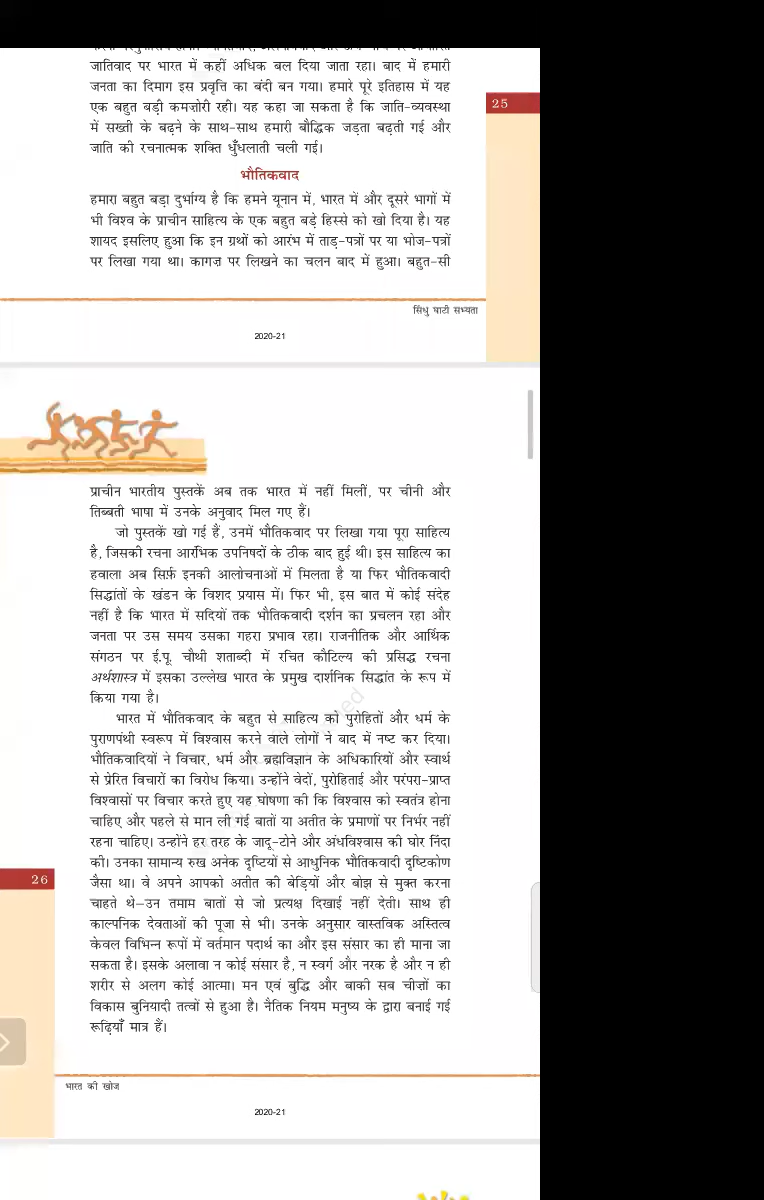 जातिवाद पर भारत में कहीं अधिक बल दिया जाता रहा। बाद में हमारी
जनता का दिमाग इस प्रवृत्ति का बंदी बन गया। हमारे पूरे इतिहास में यह
एक बहुत बड़ी कमज़ोरी रही। यह कहा जा सकता है कि जाति-व्यवस्था
25
में सख्ती के बढ़ने के साथ-साथ हमारी बौद्धिक जड़ता बढ़ती गई और
जाति की रचनात्मक शक्ति धुँधलाती चली गई।
भौतिकवाद
हमारा बहुत बड़ा दुर्भाग्य है कि हमने यूनान में, भारत में और दूसरे भागों में
भी विश्व के प्राचीन साहित्य के एक बहुत बड़े हिस्से को खो दिया है। यह
शायद इसलिए हुआ कि इन ग्रथों को आरंभ में ताड़-पत्रों पर या भोज-पत्रों
पर लिखा गया था। कागज़ पर लिखने का चलन बाद में हुआ। बहुत-सी
सिंधु घाटी सभ्यता
2020-21
प्राचीन भारतीय पुस्तकें अब तक भारत में नहीं मिलीं, पर चीनी और
तिब्बती भाषा में उनके अनुवाद मिल गए हैं।
जो पुस्तकें खो गई हैं, उनमें भौतिकवाद पर लिखा गया पूरा साहित्य
है, जिसकी रचना आरंभिक उपनिषदों के ठीक बाद हुई थी। इस साहित्य का
हवाला अब सिर्फ़ इनकी आलोचनाओं में मिलता है या फिर भौतिकवादी
सिद्धांतों के खंडन के विशद प्रयास में। फिर भी, इस बात में कोई संदेह
नहीं है कि भारत में सदियों तक भौतिकवादी दर्शन का प्रचलन रहा और
जनता पर उस समय उसका गहरा प्रभाव रहा। राजनीतिक और आर्थिक
संगठन पर ई.पू. चौथी शताब्दी में रचित कौटिल्य की प्रसिद्ध रचना
अर्थशास्त्र में इसका उल्लेख भारत के प्रमुख दार्शनिक सिद्धांत के रूप में
किया गया है।
भारत में भौतिकवाद के बहुत से साहित्य को पुरोहितों और धर्म के
पुराणपंथी स्वरूप में विश्वास करने वाले लोगों ने बाद में नष्ट कर दिया।
भौतिकवादियों ने विचार, धर्म और ब्रह्मविज्ञान के अधिकारियों और स्वार्थ
से प्रेरित विचारों का विरोध किया। उन्होंने वेदों, पुरोहिताई और परंपरा-प्राप्त
विश्वासों पर विचार करते हुए यह घोषणा की कि विश्वास को स्वतंत्र होना
चाहिए और पहले से मान ली गई बातों या अतीत के प्रमाणों पर निर्भर नहीं
रहना चाहिए। उन्होंने हर तरह के जादू-टोने और अंधविश्वास की घोर निंदा
की। उनका सामान्य रुख अनेक दृष्टियों से आधुनिक भौतिकवादी दृष्टिकोण
26
जैसा था। वे अपने आपको अतीत की बेड़ियों और बोझ से मुक्त करना
चाहते थे–उन तमाम बातों से जो प्रत्यक्ष दिखाई नहीं देती। साथ ही
काल्पनिक देवताओं की पूजा से भी। उनके अनुसार वास्तविक अस्तित्व
केवल विभिन्न रूपों में वर्तमान पदार्थ का और इस संसार का ही माना जा
सकता है। इसके अलावा न कोई संसार है, न स्वर्ग और नरक है और न ही
शरीर से अलग कोई आत्मा। मन एवं बुद्धि और बाकी सब चीज़ों का
विकास बुनियादी तत्वों से हुआ है। नैतिक नियम मनुष्य के द्वारा बनाई गई
रूढ़ियाँ मात्र हैं।
भारत की खोज
2020-21